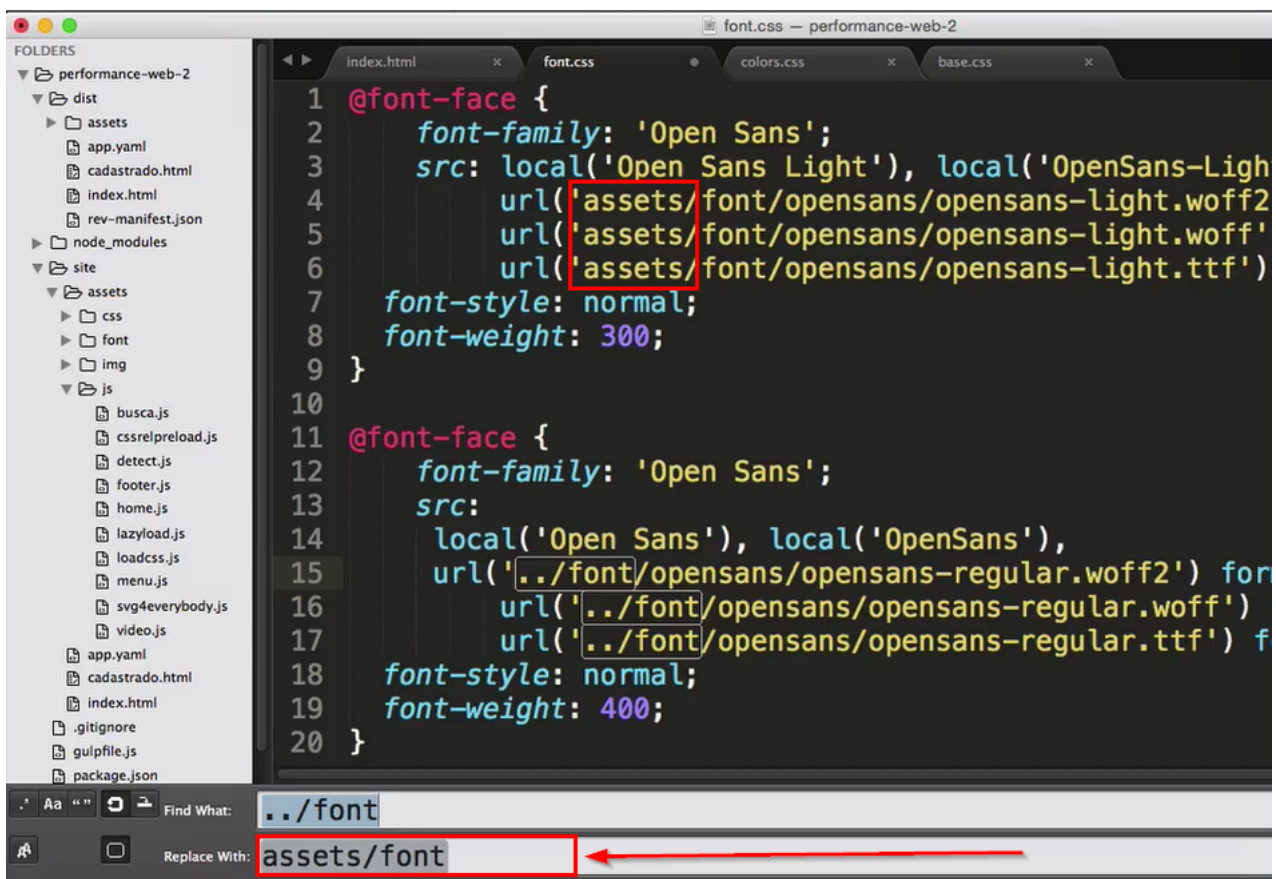 font.css — performance-web-2
FOLDERS
performance-web-2
dist
assets
app.yaml
cadastrado.html
index.html
rev-manifest.json
node_modules
site
assets
css
font
img
js
busca.js
cssrelpreload.js
detect.js
footer.js
home.js
lazyload.js
loadcss.js
menu.js
svg4everybody.js
video.js
app.yaml
cadastrado.html
index.html
.gitignore
gulpfile.js
package.json
index.html × font.css • colors.css × base.css ×
1 @font-face {
2 font-family: 'Open Sans';
3 src: local('Open Sans Light'), local('OpenSans-Ligh
4 url('assets/font/opensans/opensans-light.woff2
5 url('assets/font/opensans/opensans-light.woff'
6 url('assets/font/opensans/opensans-light.ttf')
7 font-style: normal;
8 font-weight: 300;
9 }
10
11 @font-face {
12 font-family: 'Open Sans';
13 src:
14 local('Open Sans'), local('OpenSans'),
15 url('../font/opensans/opensans-regular.woff2') for
16 url('../font/opensans/opensans-regular.woff')
17 url('../font/opensans/opensans-regular.ttf') f
18 font-style: normal;
19 font-weight: 400;
20 }
.* Aa “” Find What: ../font
Replace With: assets/font